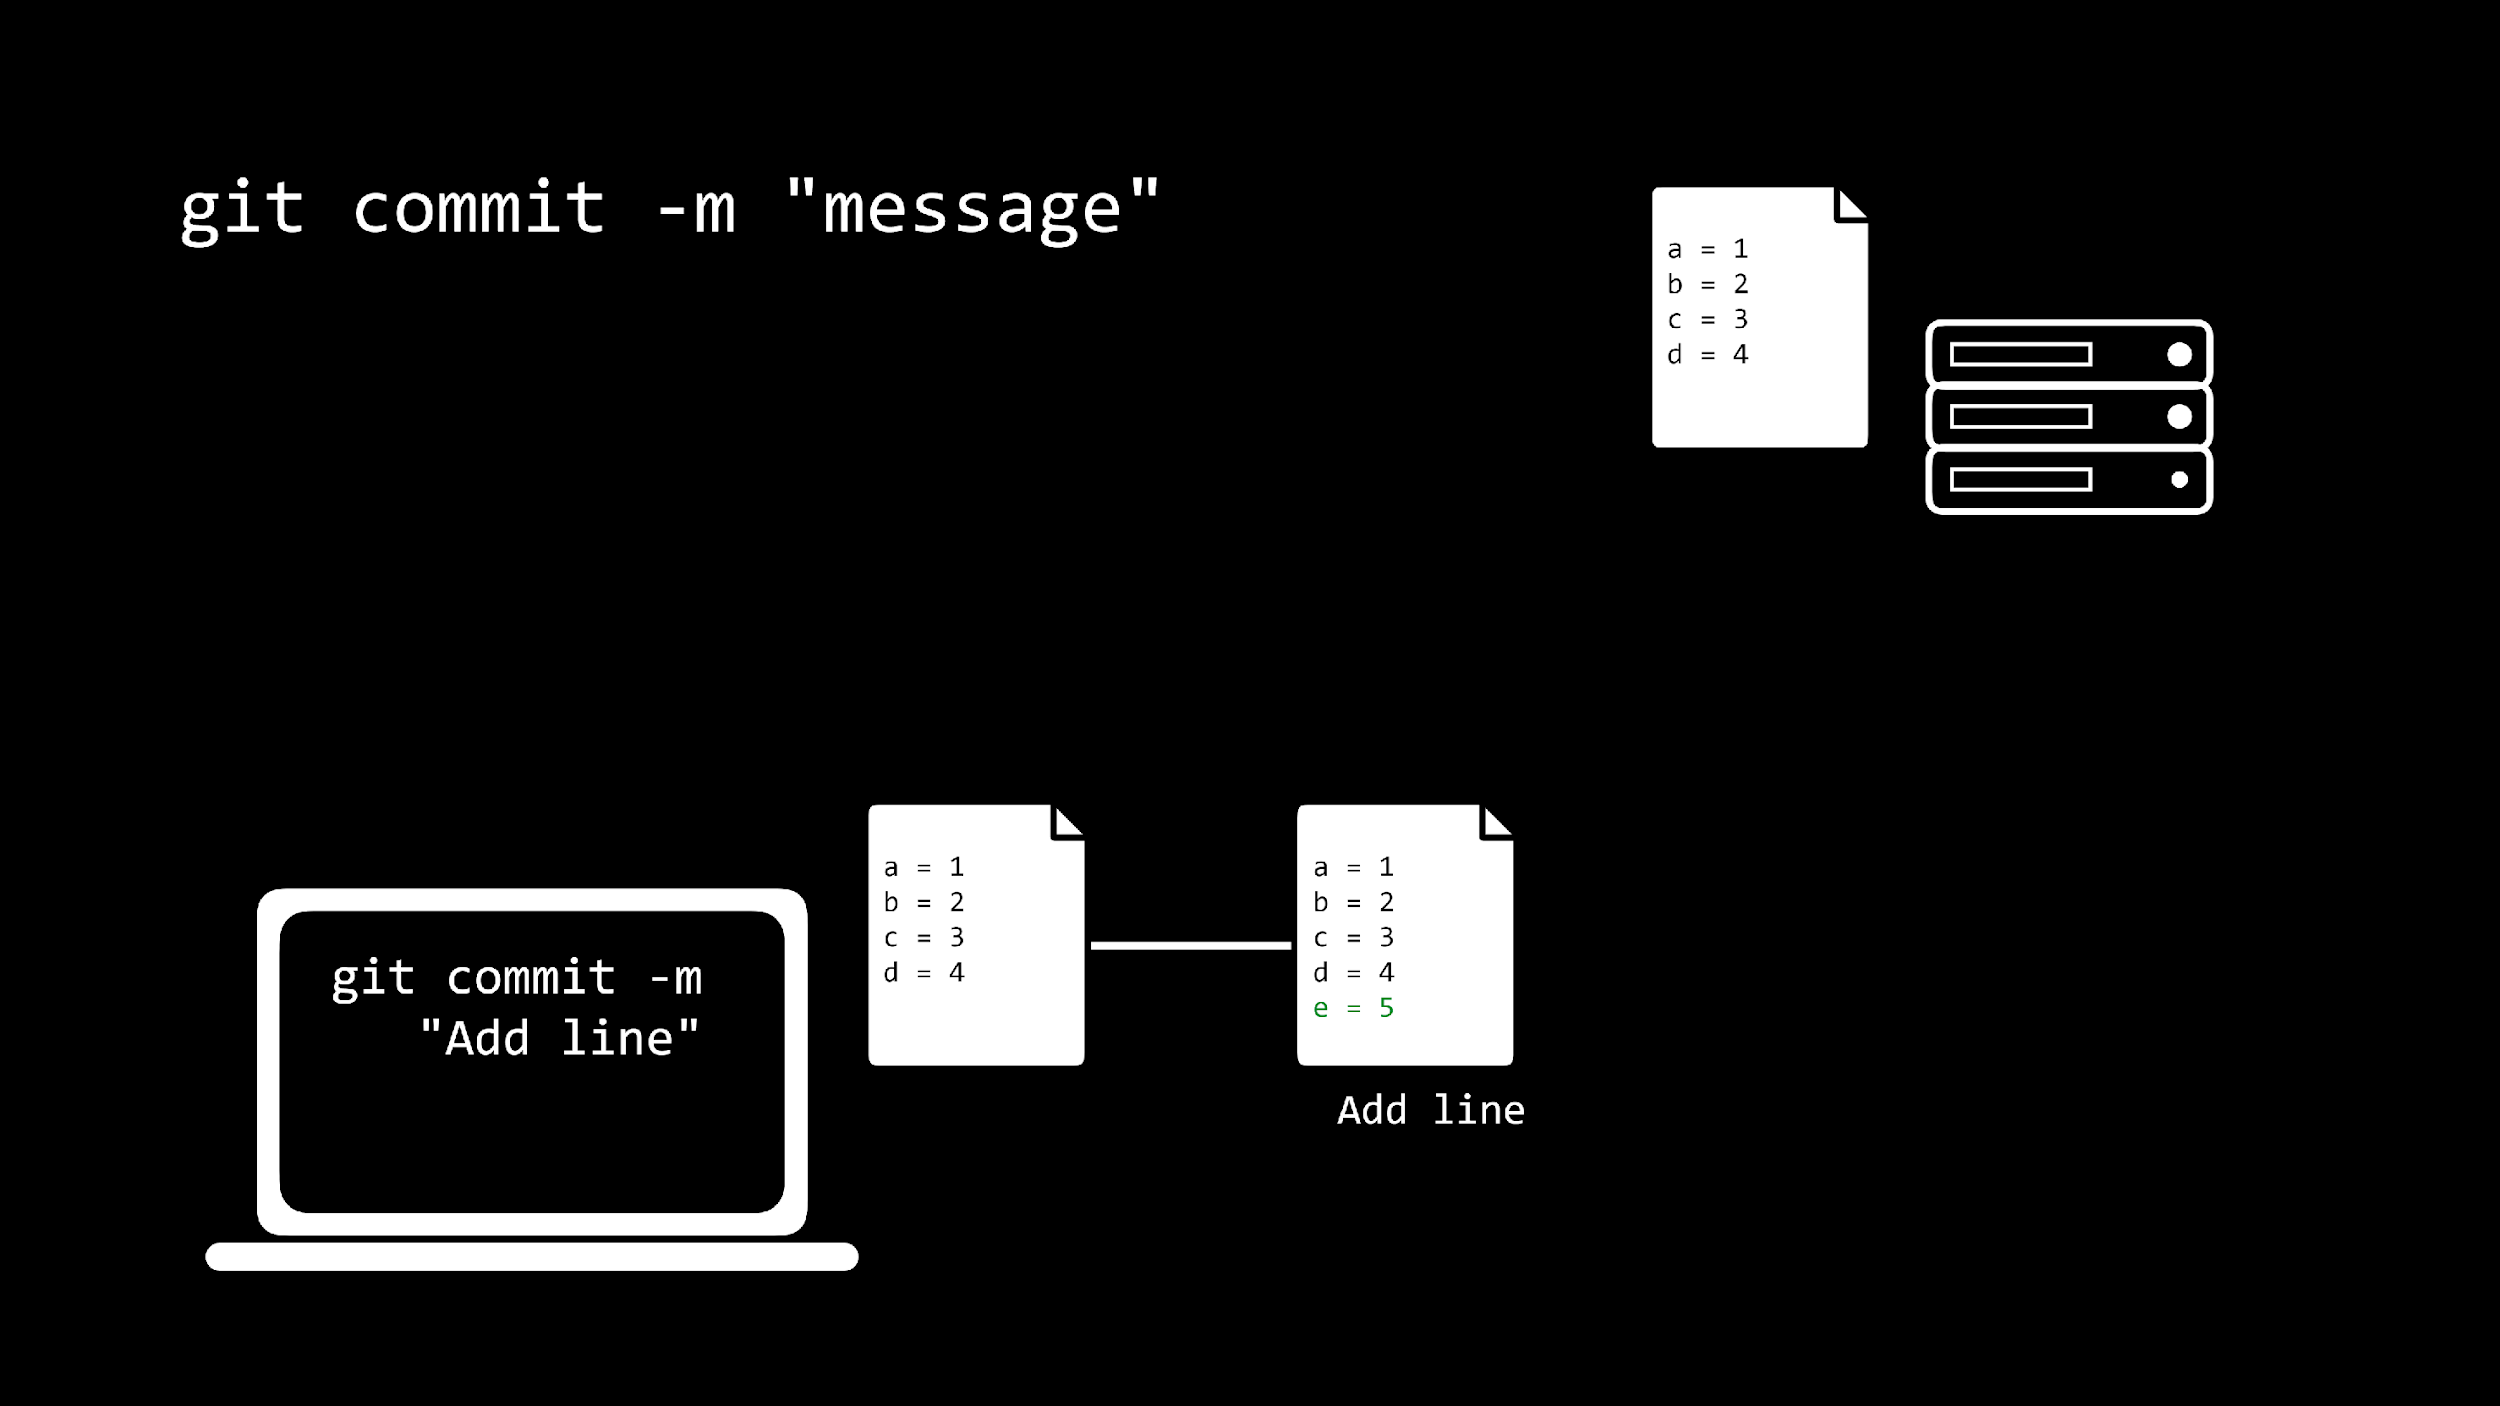 git commit -m "message"
a = 1
b = 2
c = 3
d = 4
git commit -m
"Add line"
a = 1
b = 2
c = 3
d = 4
a = 1
b = 2
c = 3
d = 4
e = 5
Add line